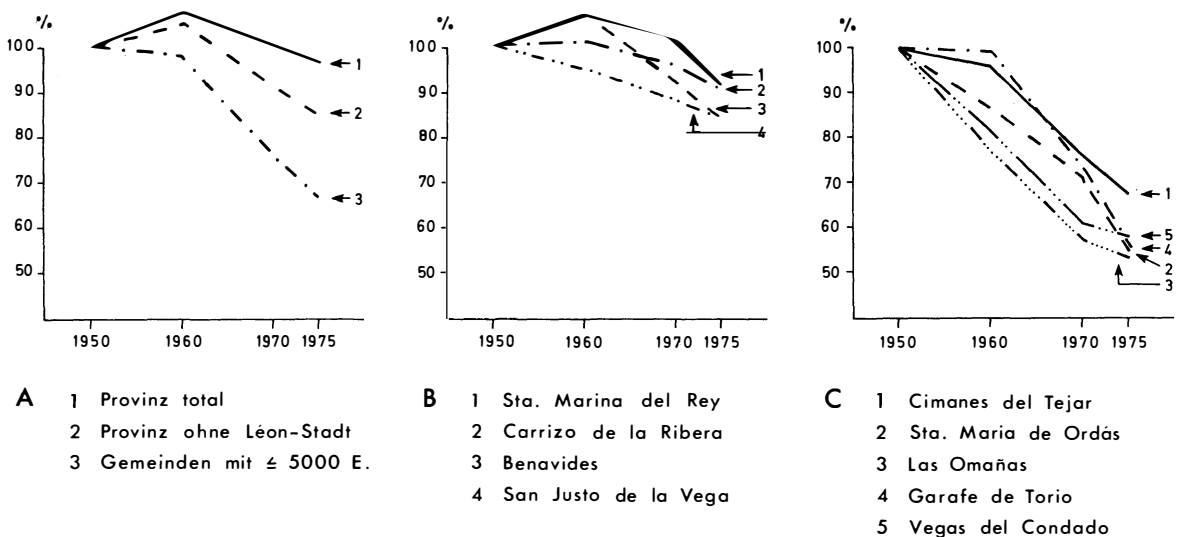 %
100
90
80
70
60
50
1
2
3
1950 1960 1970 1975
A 1 Provinz total
2 Provinz ohne Léon-Stadt
3 Gemeinden mit ≤ 5000 E.
%
100
90
80
70
60
50
1
2
3
4
1950 1960 1970 1975
B 1 Sta. Marina del Rey
2 Carrizo de la Ribera
3 Benavides
4 San Justo de la Vega
%
100
90
80
70
60
50
1
5
4
2
3
1950 1960 1970 1975
C 1 Cimanes del Tejar
2 Sta. Maria de Ordás
3 Las Omañas
4 Garafe de Torio
5 Vegas del Condado